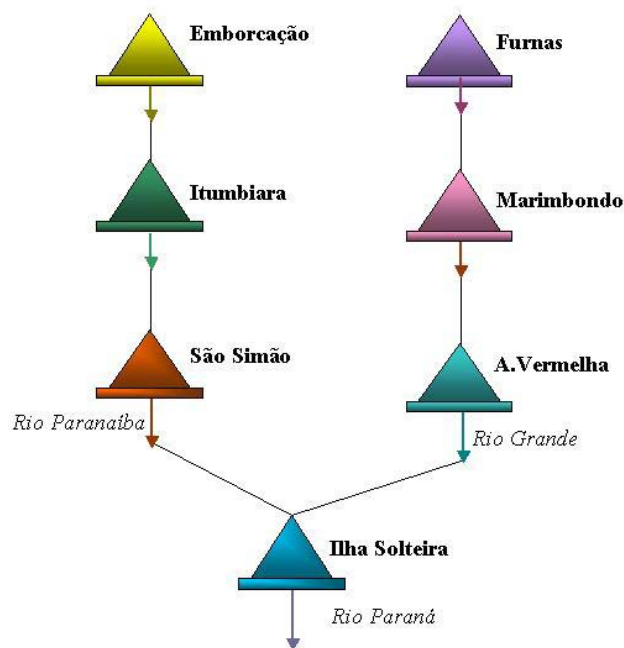 Emborcação
Furnas
Itumbiara
Marimbondo
São Simão
A.Vermelha
Rio Paranaíba
Rio Grande
Ilha Solteira
Rio Paraná